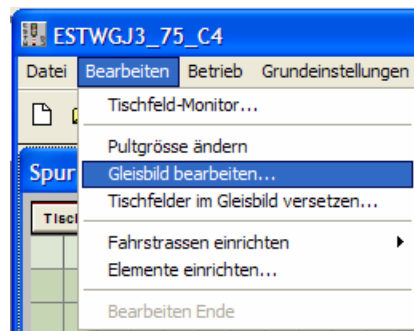 ESTWGJ3_75_C4
Datei Bearbeiten Betrieb Grundeinstellungen
Tischfeld-Monitor...
Pultgrösse ändern
Spur
Gleisbild bearbeiten...
Tischfelder im Gleisbild versetzen...
Fahrstrassen einrichten
Elemente einrichten...
Bearbeiten Ende